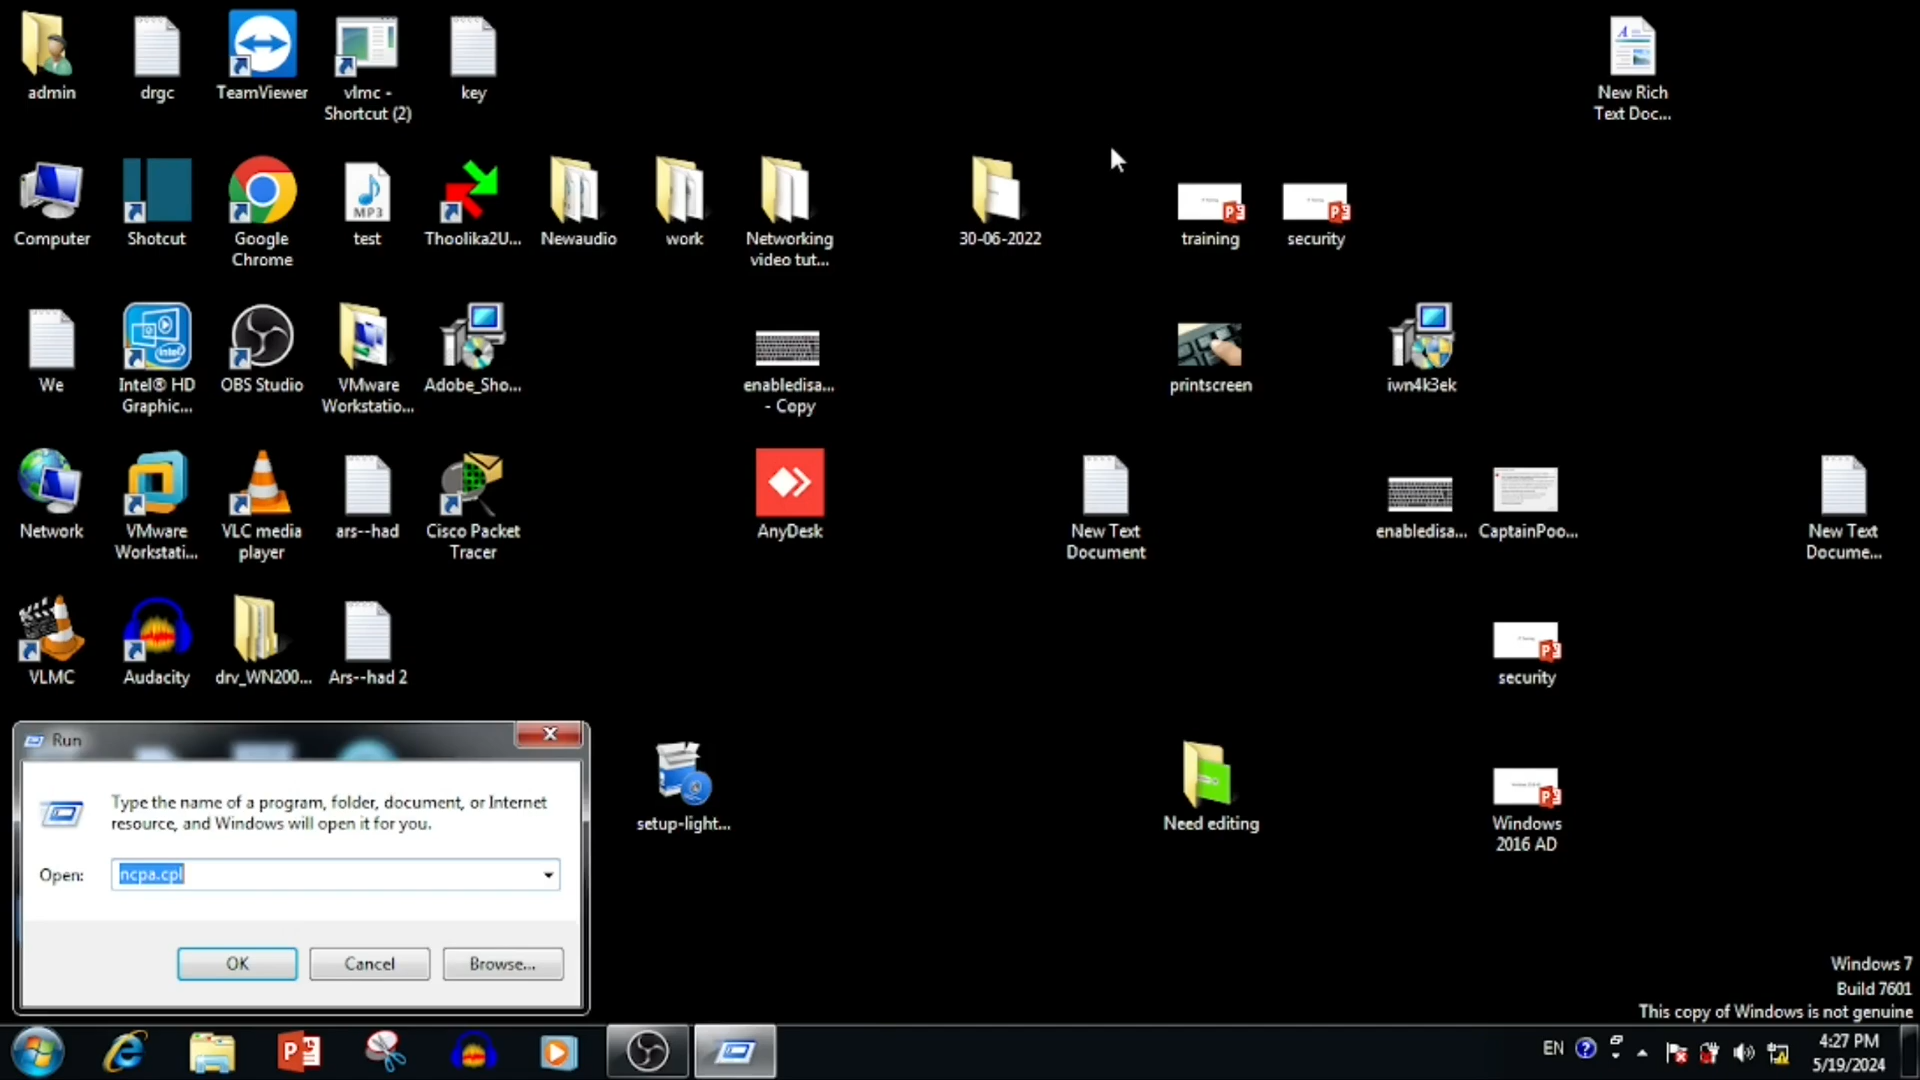 admin
drgc
TeamViewer
vlmc -
Shortcut (2)
key
New Rich
Text Doc...
Computer
Shotcut
Google
Chrome
MP3
test
Thoolika2U...
Newaudio
work
Networking
video tut...
30-06-2022
training
security
We
intel
Intel® HD
Graphic...
OBS Studio
VMware
Workstatio...
Adobe_Sho...
enabledisa...
- Copy
printscreen
iwn4k3ek
Network
VMware
Workstati...
VLC media
player
ars--had
Cisco Packet
Tracer
AnyDesk
New Text
Document
enabledisa...
CaptainPoo...
New Text
Docume...
VLMC
Audacity
drv_WN200...
Ars--had 2
security
Run
Type the name of a program, folder, document, or Internet
resource, and Windows will open it for you.
Open:
ncpa.cpl
OK
Cancel
Browse...
setup-light...
Need editing
Windows
2016 AD
Windows 7
Build 7601
This copy of Windows is not genuine
EN
4:27 PM
5/19/2024